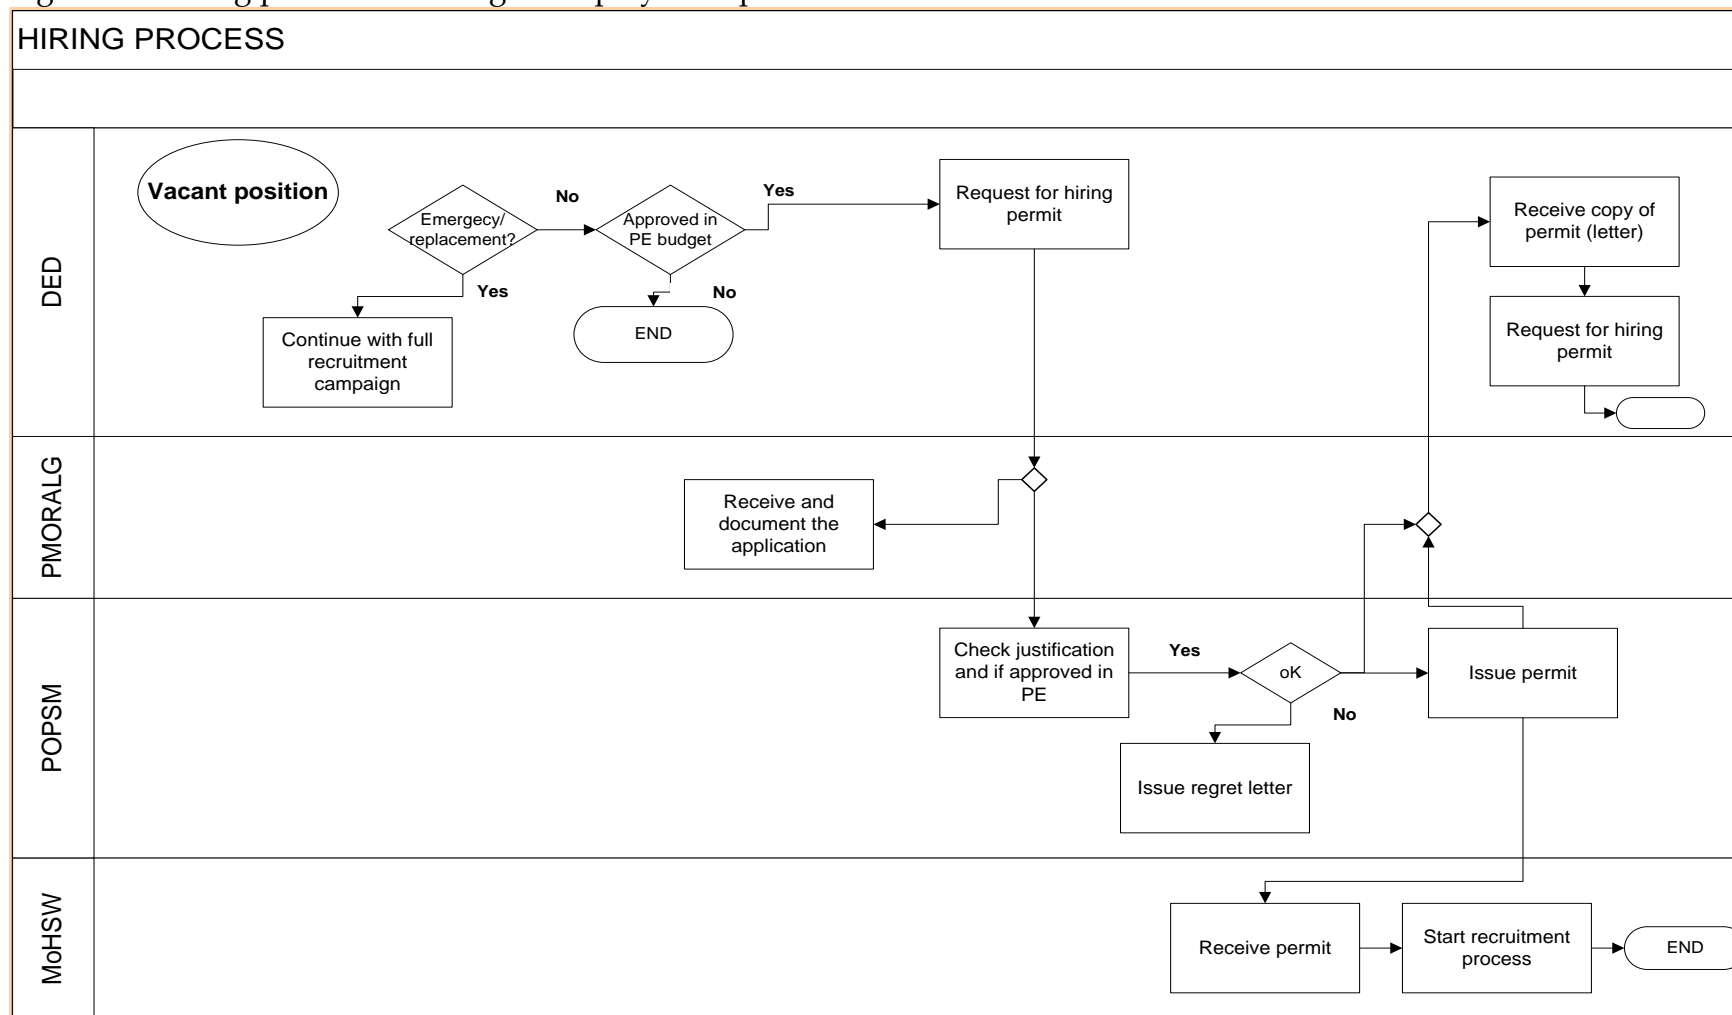 HIRING PROCESS
DED
Vacant position
Emergecy/
replacement?
No
Yes
Continue with full
recruitment
campaign
Approved in
PE budget
Yes
No
END
Request for hiring
permit
Receive copy of
permit (letter)
Request for hiring
permit
PMORALG
Receive and
document the
application
POPSM
Check justification
and if approved in
PE
Yes
oK
No
Issue regret letter
Issue permit
MoHSW
Receive permit
Start recruitment
process
END